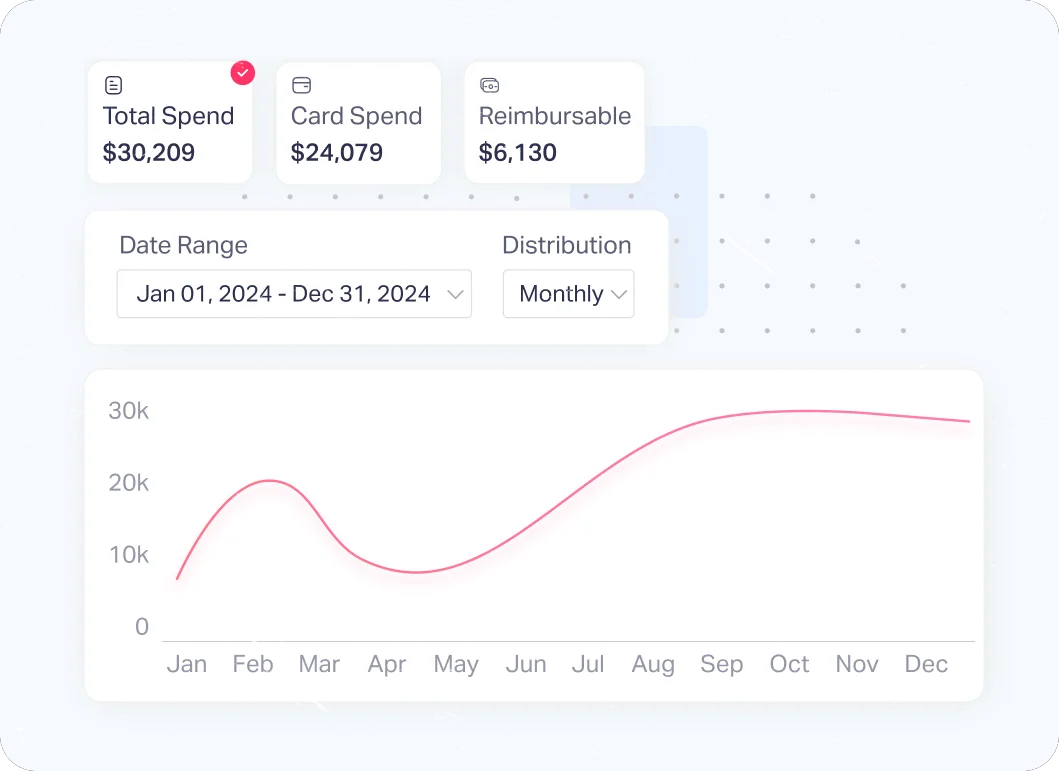 Total Spend
$30,209
Card Spend
$24,079
Reimbursable
$6,130
Date Range
Jan 01, 2024 - Dec 31, 2024
Distribution
Monthly
30k
20k
10k
0
Jan Feb Mar Apr May Jun Jul Aug Sep Oct Nov Dec